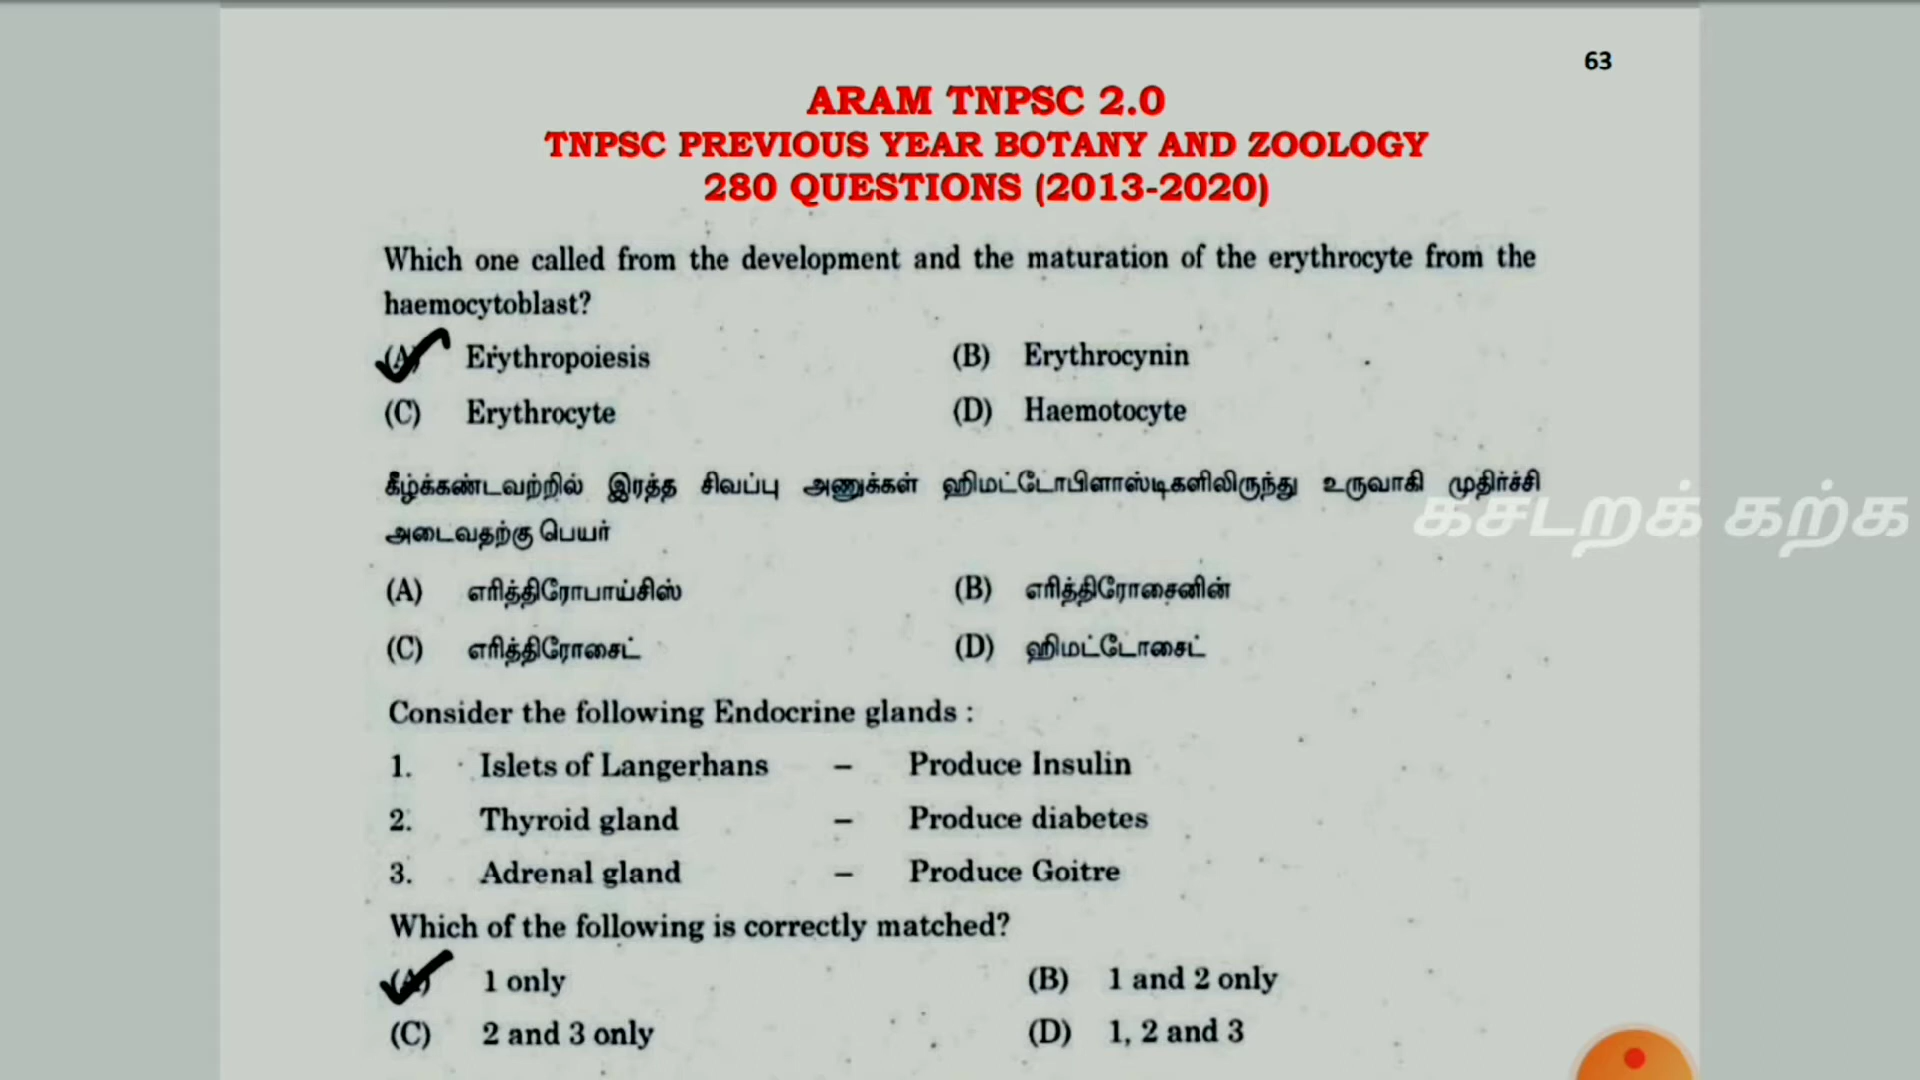 63
ARAM TNPSC 2.0
TNPSC PREVIOUS YEAR BOTANY AND ZOOLOGY
280 QUESTIONS (2013-2020)
Which one called from the development and the maturation of the erythrocyte from the
haemocytoblast?
(A) Erythropoiesis (B) Erythrocynin
(C) Erythrocyte (D) Haemotocyte
கீழ்க்கண்டவற்றில் இரத்த சிவப்பு அணுக்கள் ஹிமட்டோபிளாஸ்டிகளிலிருந்து உருவாகி முதிர்ச்சி
கசடறக் கற்க
அடைவதற்கு பெயர்
(A) எரித்திரோபாய்சிஸ் (B) எரித்திரோசைனின்
(C) எரித்திரோசைட் (D) ஹிமட்டோசைட்
Consider the following Endocrine glands :
1. Islets of Langerhans – Produce Insulin
2. Thyroid gland – Produce diabetes
3. Adrenal gland – Produce Goitre
Which of the following is correctly matched?
(A) 1 only (B) 1 and 2 only
(C) 2 and 3 only (D) 1, 2 and 3